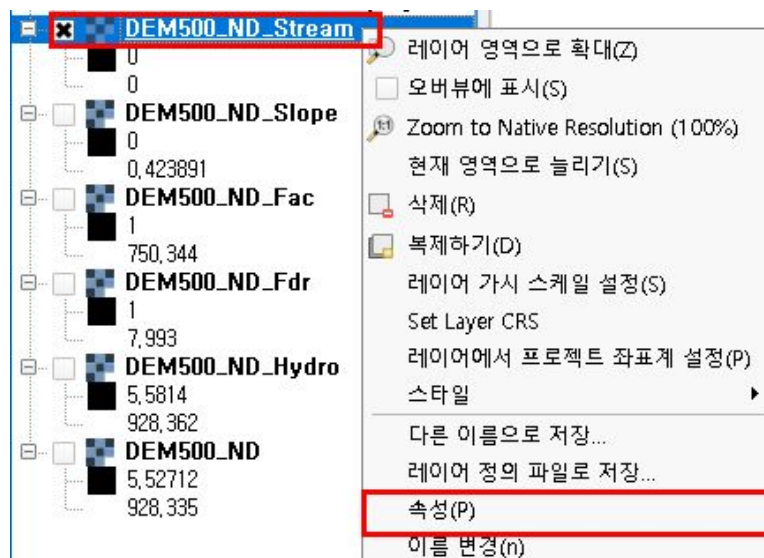 DEM500_ND_Stream
0
0
DEM500_ND_Slope
0
0,423891
DEM500_ND_Fac
1
750,344
DEM500_ND_Fdr
1
7,993
DEM500_ND_Hydro
5,5814
928,362
DEM500_ND
5,52712
928,335
레이어 영역으로 확대(Z)
오버뷰에 표시(S)
Zoom to Native Resolution (100%)
현재 영역으로 늘리기(S)
삭제(R)
복제하기(D)
레이어 가시 스케일 설정(S)
Set Layer CRS
레이어에서 프로젝트 좌표계 설정(P)
스타일
다른 이름으로 저장...
레이어 정의 파일로 저장...
속성(P)
이름 변경(n)